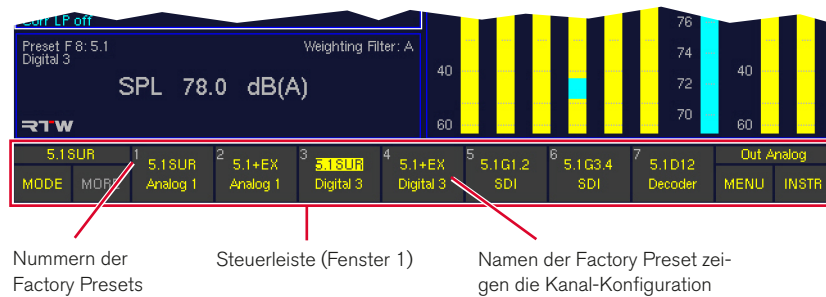 Corr LP off
Preset F 8: 5.1
Weighting Filter: A
Digital 3
SPL 78.0 dB(A)
RTW
40
60
76
74
72
70
40
60
5.1SUR
MODE
MORE
1
5.1SUR
Analog 1
2
5.1+EX
Analog 1
3
5.1SUR
Digital 3
4
5.1+EX
Digital 3
5
5.1G1.2
SDI
6
5.1G3.4
SDI
7
5.1D12
Decoder
Out Analog
MENU
INSTR
Nummern der
Factory Presets
Steuerleiste (Fenster 1)
Namen der Factory Preset zei-
gen die Kanal-Konfiguration